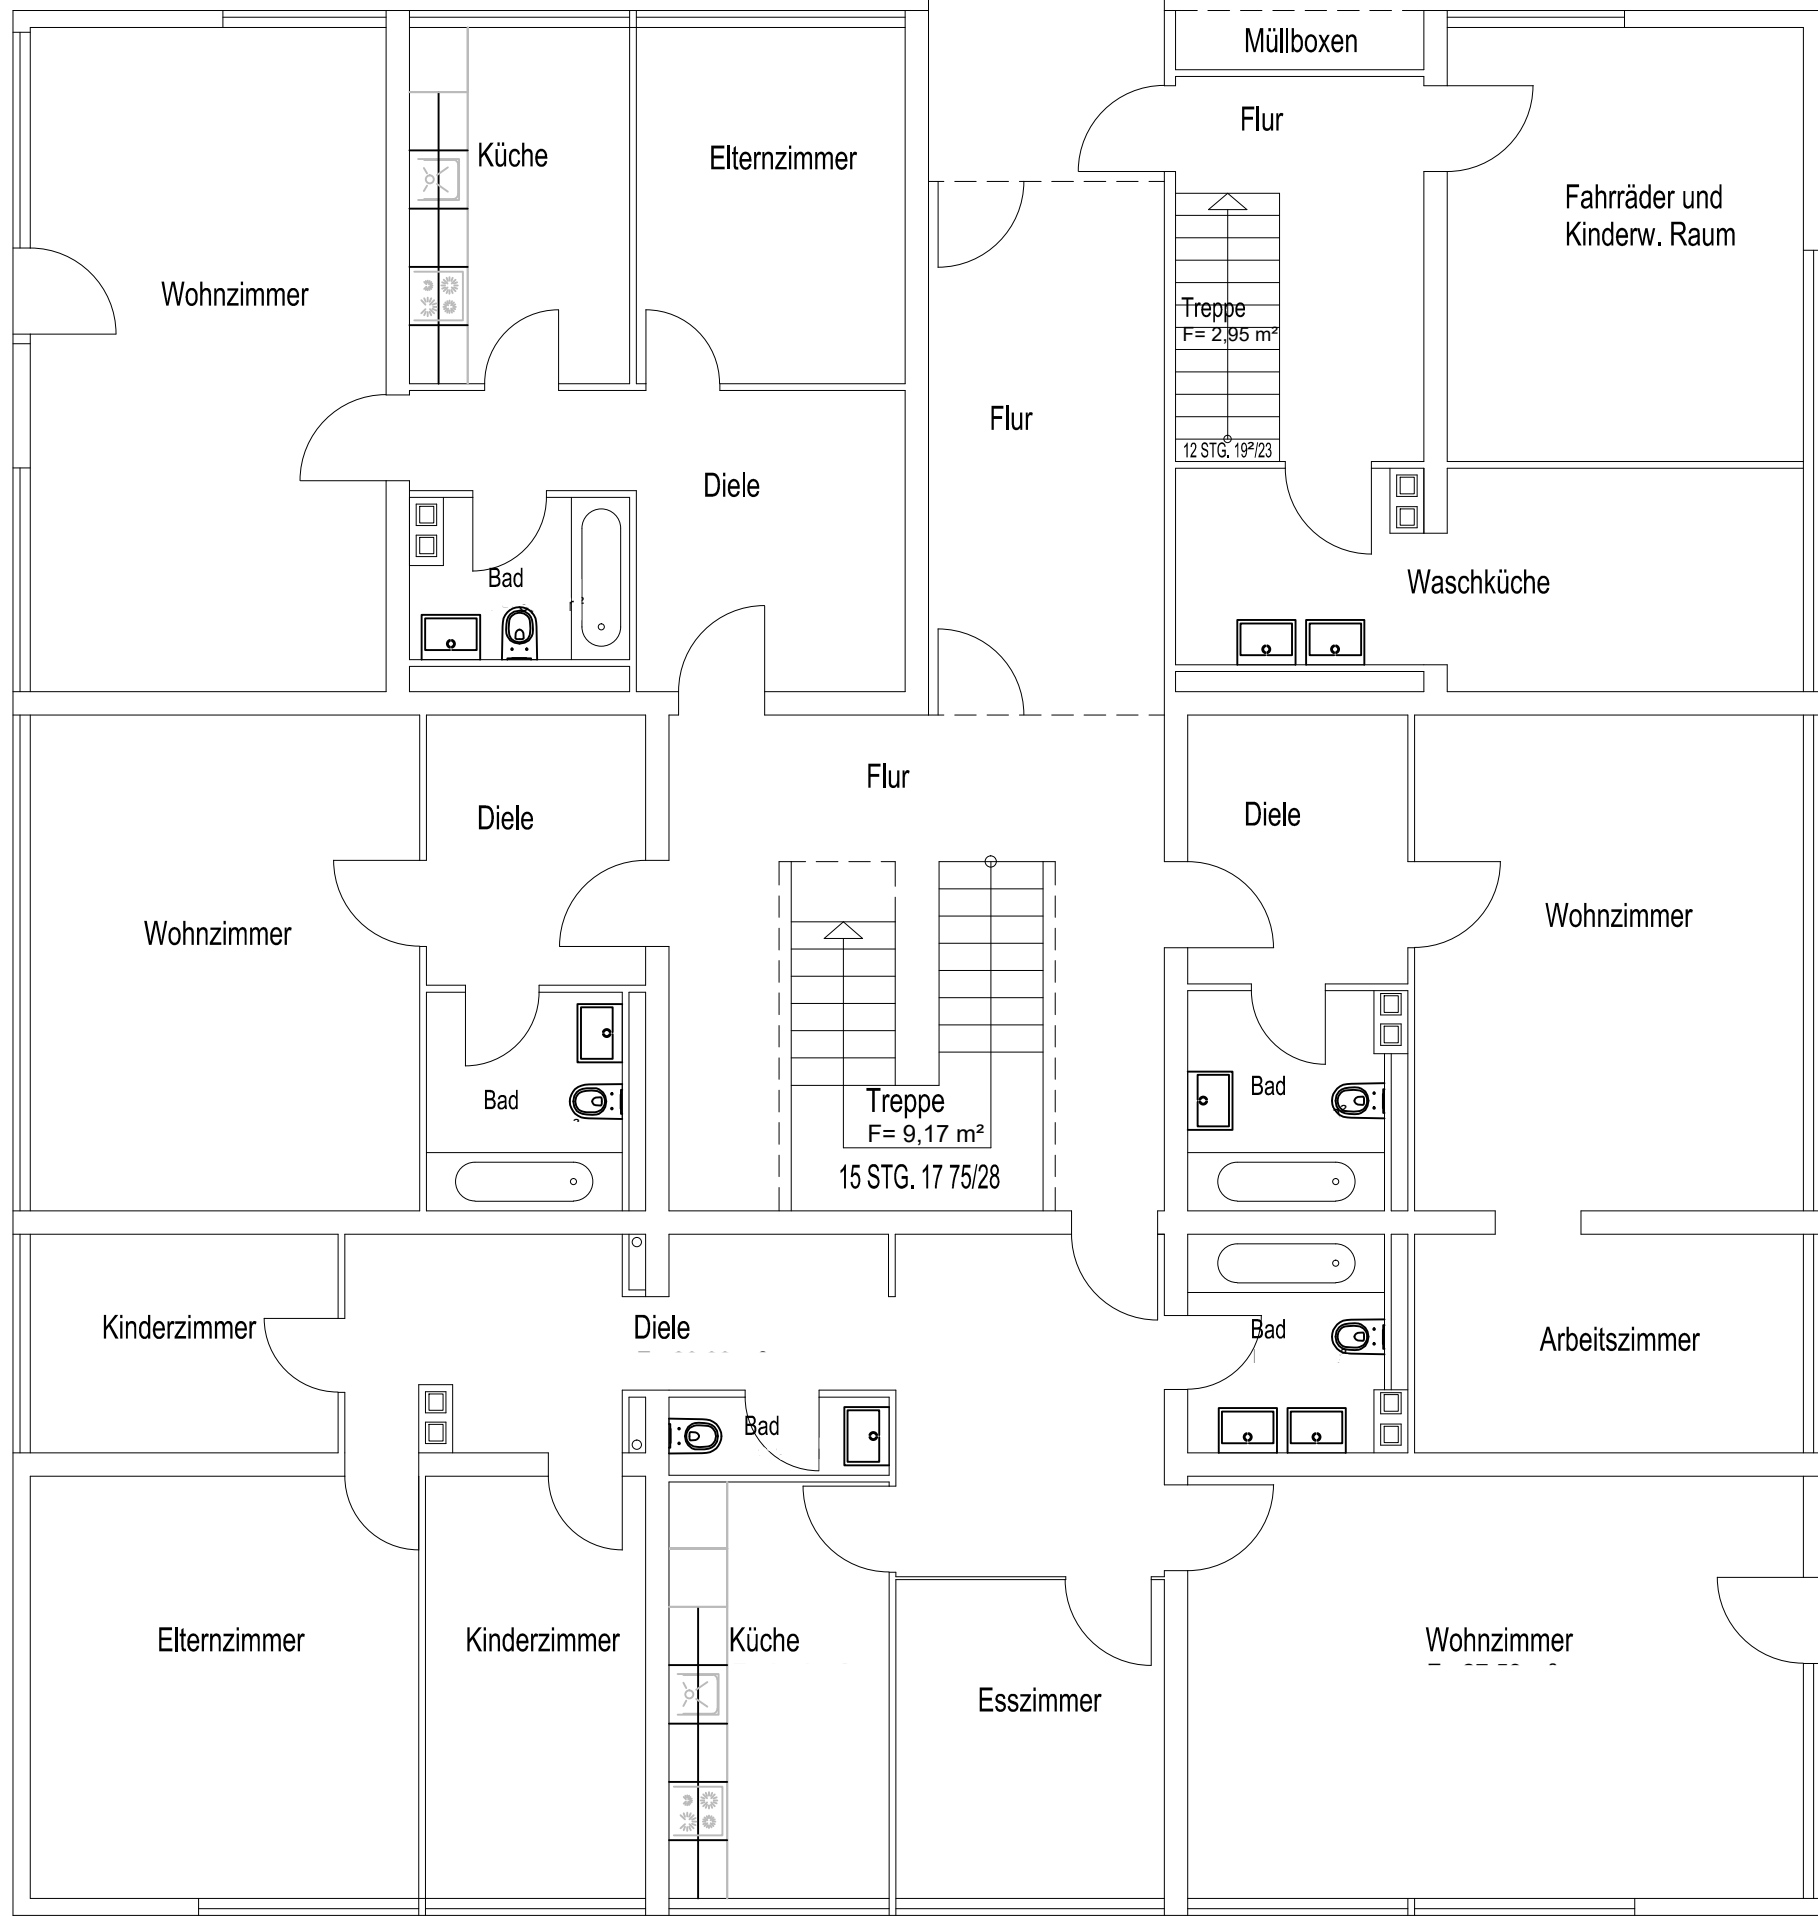 Müllboxen
Flur
Küche
Elternzimmer
Fahrräder und
Kinderw. Raum
Wohnzimmer
Treppe
F= 2,95 m²
Flur
12 STG. 19²/23
Diele
Bad
Waschküche
Flur
Diele
Diele
Wohnzimmer
Wohnzimmer
Bad
Bad
Treppe
F= 9,17 m²
15 STG. 17 75/28
Kinderzimmer
Diele
Bad
Arbeitszimmer
Bad
Elternzimmer
Kinderzimmer
Küche
Wohnzimmer
Esszimmer